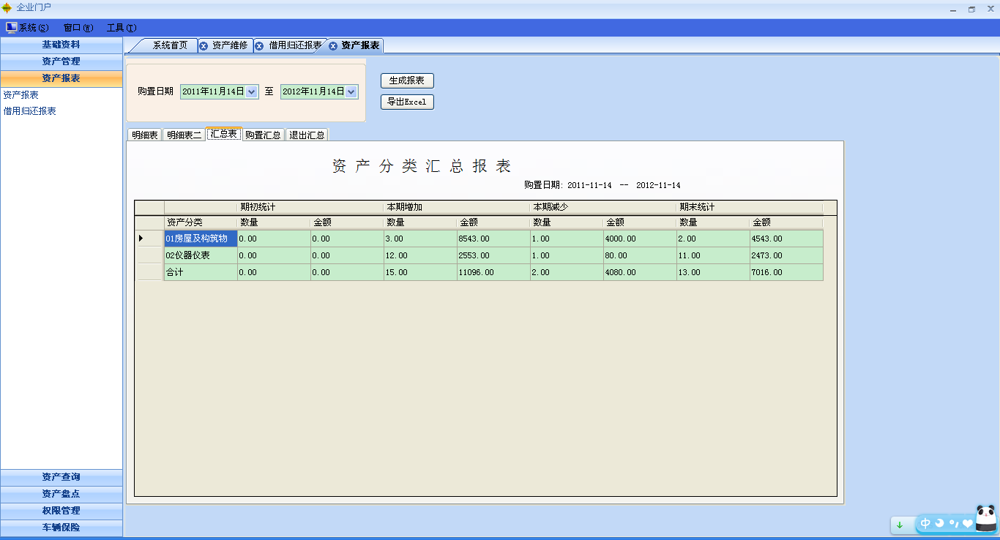 企业门户
系统(S) 窗口(W) 工具(T)
基础资料
资产管理
资产报表
资产报表
借用归还报表
资产查询
资产盘点
权限管理
车辆保险
系统首页 资产维修 借用归还报表 资产报表
购置日期 2011年11月14日 至 2012年11月14日
生成报表
导出Excel
明细表 明细表二 汇总表 购置汇总 退出汇总
资产分类汇总报表
购置日期: 2011-11-14 -- 2012-11-14
期初统计 本期增加 本期减少 期末统计
资产分类 数量 金额 数量 金额 数量 金额 数量 金额
01房屋及构筑物 0.00 0.00 3.00 8543.00 1.00 4000.00 2.00 4543.00
02仪器仪表 0.00 0.00 12.00 2553.00 1.00 80.00 11.00 2473.00
合计 0.00 0.00 15.00 11096.00 2.00 4080.00 13.00 7016.00
中